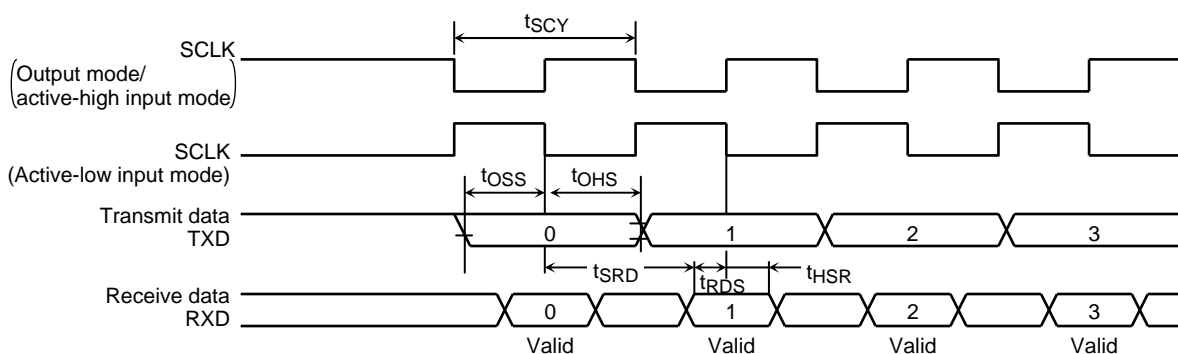 tSCY
SCLK
(Output mode/
active-high input mode)
SCLK
(Active-low input mode)
tOSS
tOHS
Transmit data
TXD
0
1
2
3
tSRD
tRDS
tHSR
Receive data
RXD
0
1
2
3
Valid
Valid
Valid
Valid